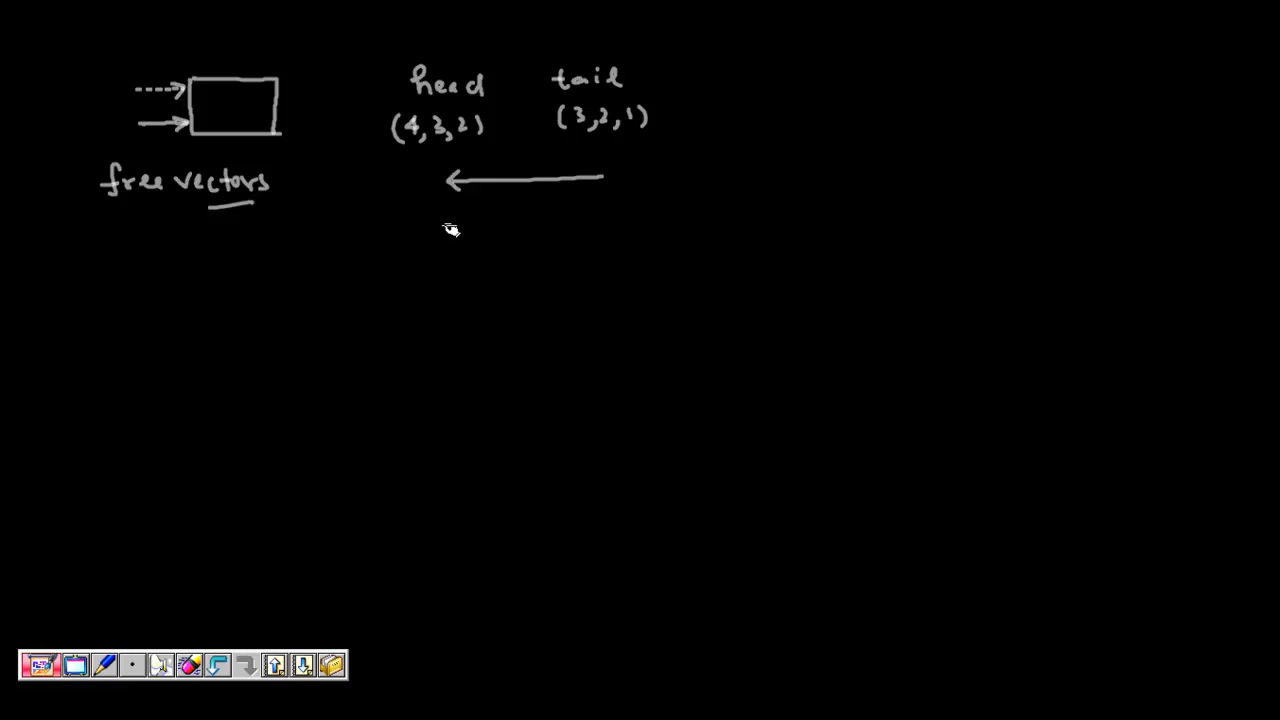 head tail
(4,3,2) (3,2,1)
free vectors